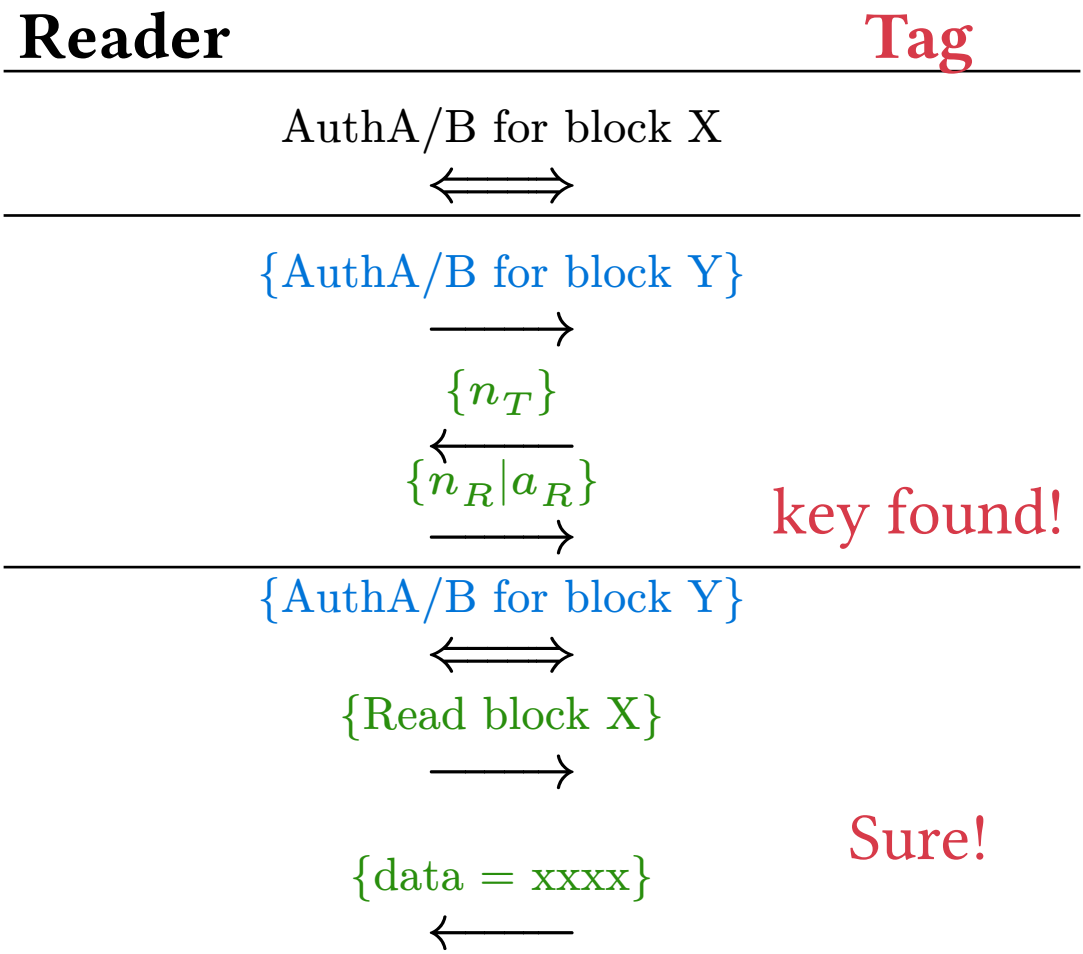 Reader Tag
AuthA/B for block X
{AuthA/B for block Y}
{n_T}
{n_R|a_R}
key found!
{AuthA/B for block Y}
{Read block X}
Sure!
{data = xxxx}